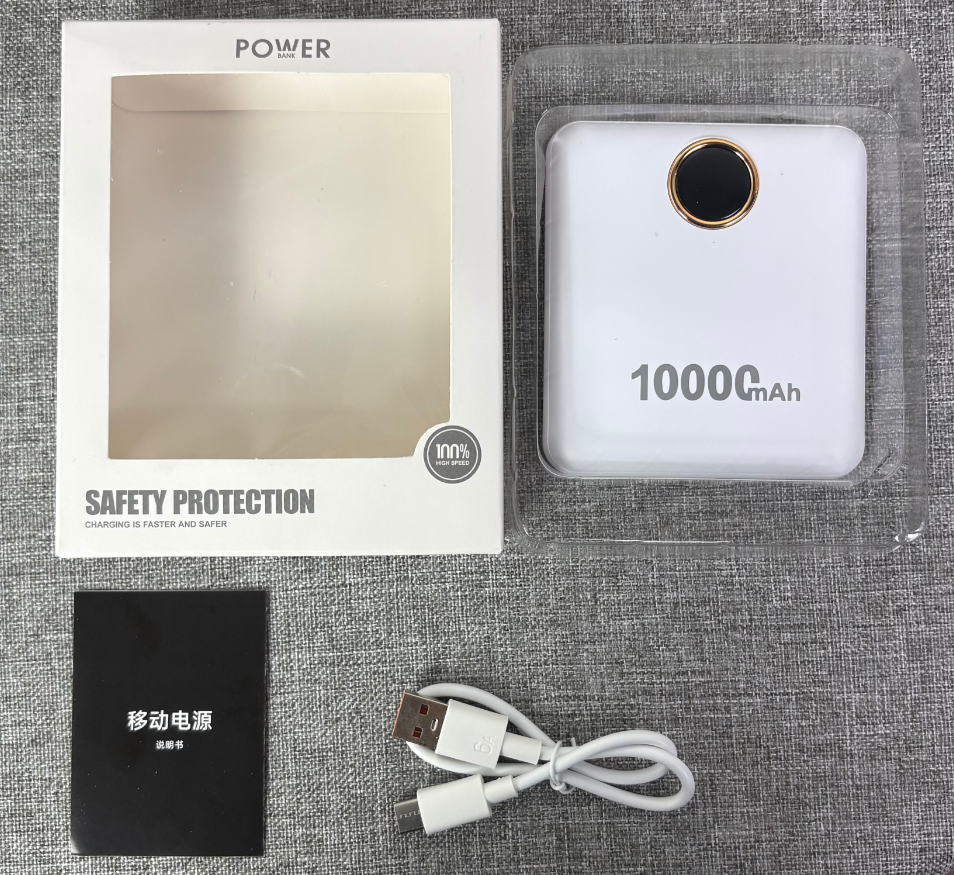 POWER
BANK
100%
HIGH SPEED
SAFETY PROTECTION
CHARGING IS FASTER AND SAFER
10000mAh
移动电源
说明书
6A